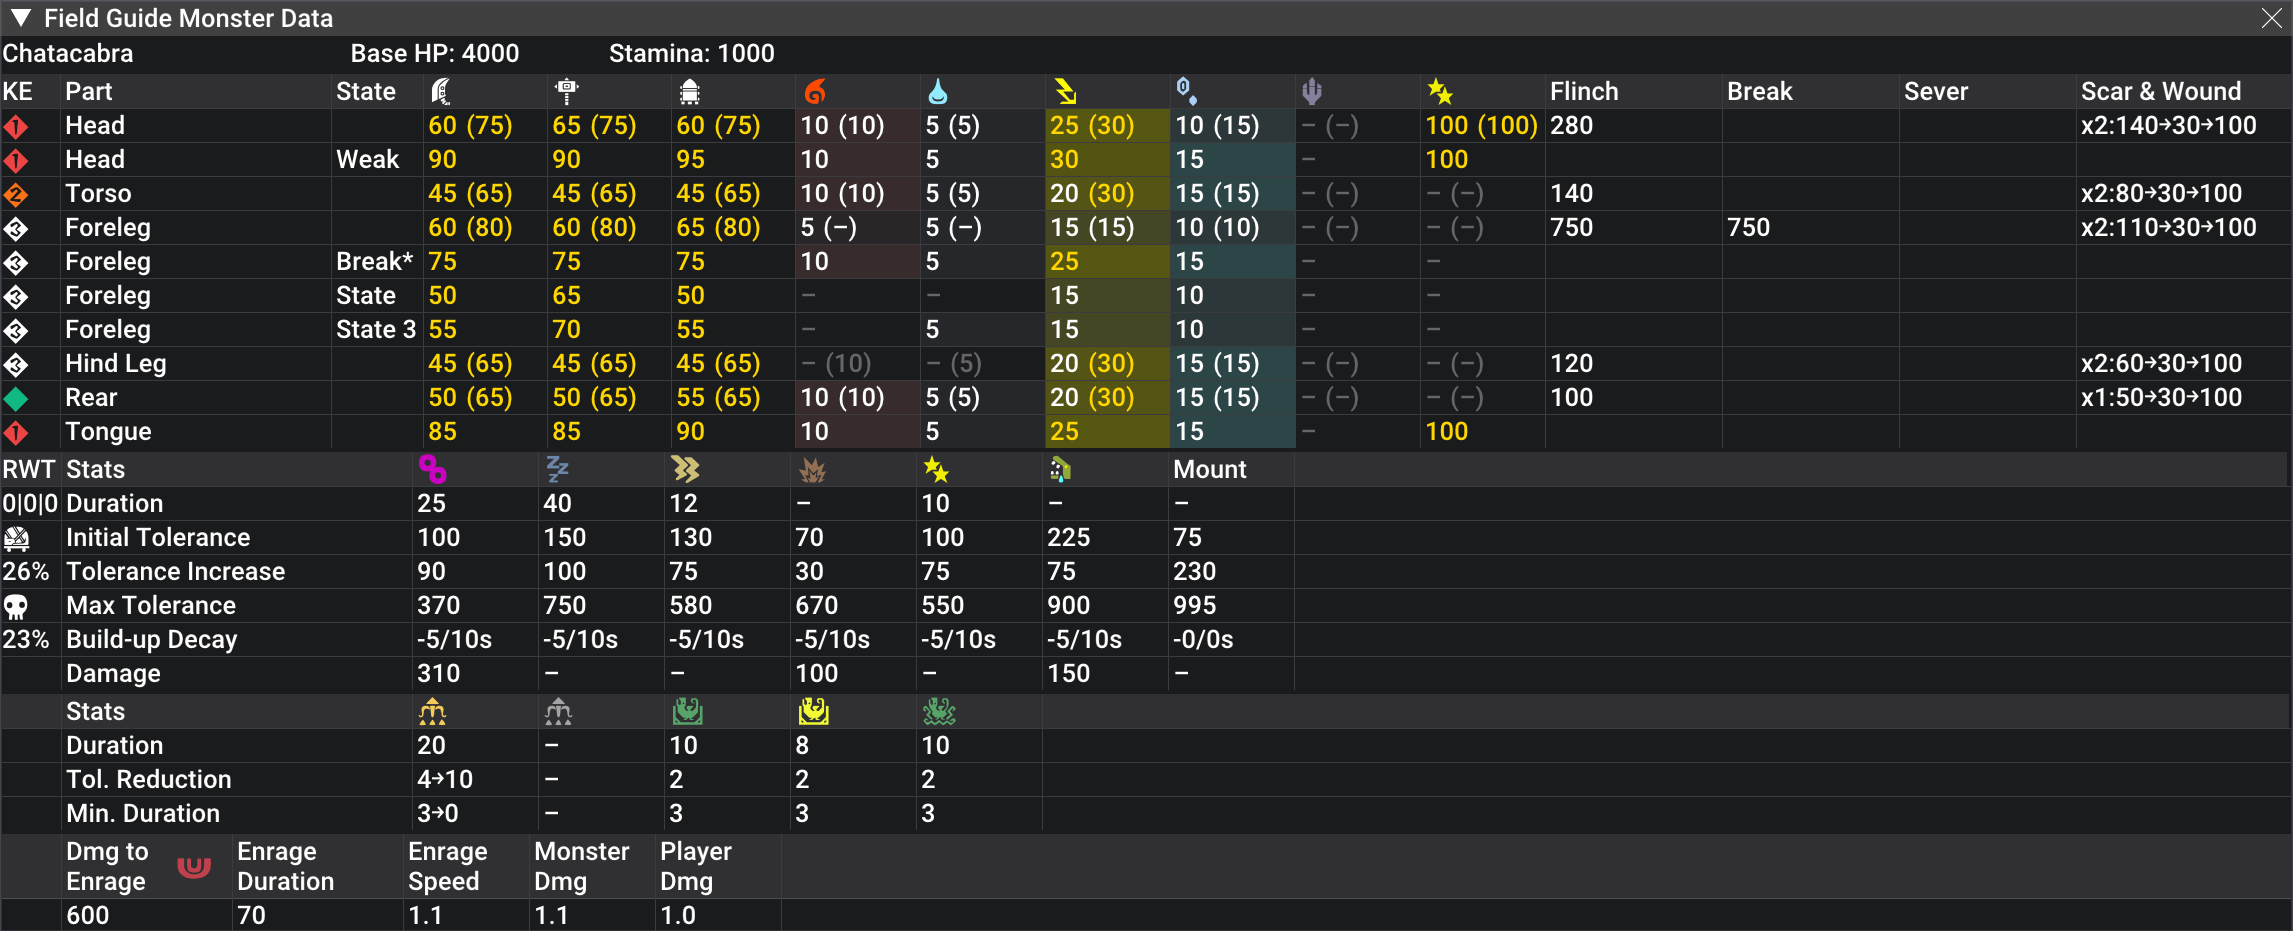 Field Guide Monster Data
Chatacabra Base HP: 4000 Stamina: 1000
KE Part State Flinch Break Sever Scar & Wound
1 Head 60 (75) 65 (75) 60 (75) 10 (10) 5 (5) 25 (30) 10 (15) – (–) 100 (100) 280 x2:140→30→100
1 Head Weak 90 90 95 10 5 30 15 – 100
2 Torso 45 (65) 45 (65) 45 (65) 10 (10) 5 (5) 20 (30) 15 (15) – (–) – (–) 140 x2:80→30→100
3 Foreleg 60 (80) 60 (80) 65 (80) 5 (–) 5 (–) 15 (15) 10 (10) – (–) – (–) 750 750 x2:110→30→100
3 Foreleg Break* 75 75 75 10 5 25 15 – –
3 Foreleg State 50 65 50 – – 15 10 – –
3 Foreleg State 3 55 70 55 – 5 15 10 – –
3 Hind Leg 45 (65) 45 (65) 45 (65) – (10) – (5) 20 (30) 15 (15) – (–) – (–) 120 x2:60→30→100
Rear 50 (65) 50 (65) 55 (65) 10 (10) 5 (5) 20 (30) 15 (15) – (–) – (–) 100 x1:50→30→100
1 Tongue 85 85 90 10 5 25 15 – 100
RWT Stats Mount
0|0|0 Duration 25 40 12 – 10 – –
Initial Tolerance 100 150 130 70 100 225 75
26% Tolerance Increase 90 100 75 30 75 75 230
Max Tolerance 370 750 580 670 550 900 995
23% Build-up Decay -5/10s -5/10s -5/10s -5/10s -5/10s -5/10s -0/0s
Damage 310 – – 100 – 150 –
Stats
Duration 20 – 10 8 10
Tol. Reduction 4→10 – 2 2 2
Min. Duration 3→0 – 3 3 3
Dmg to Enrage Enrage Duration Enrage Speed Monster Dmg Player Dmg
600 70 1.1 1.1 1.0